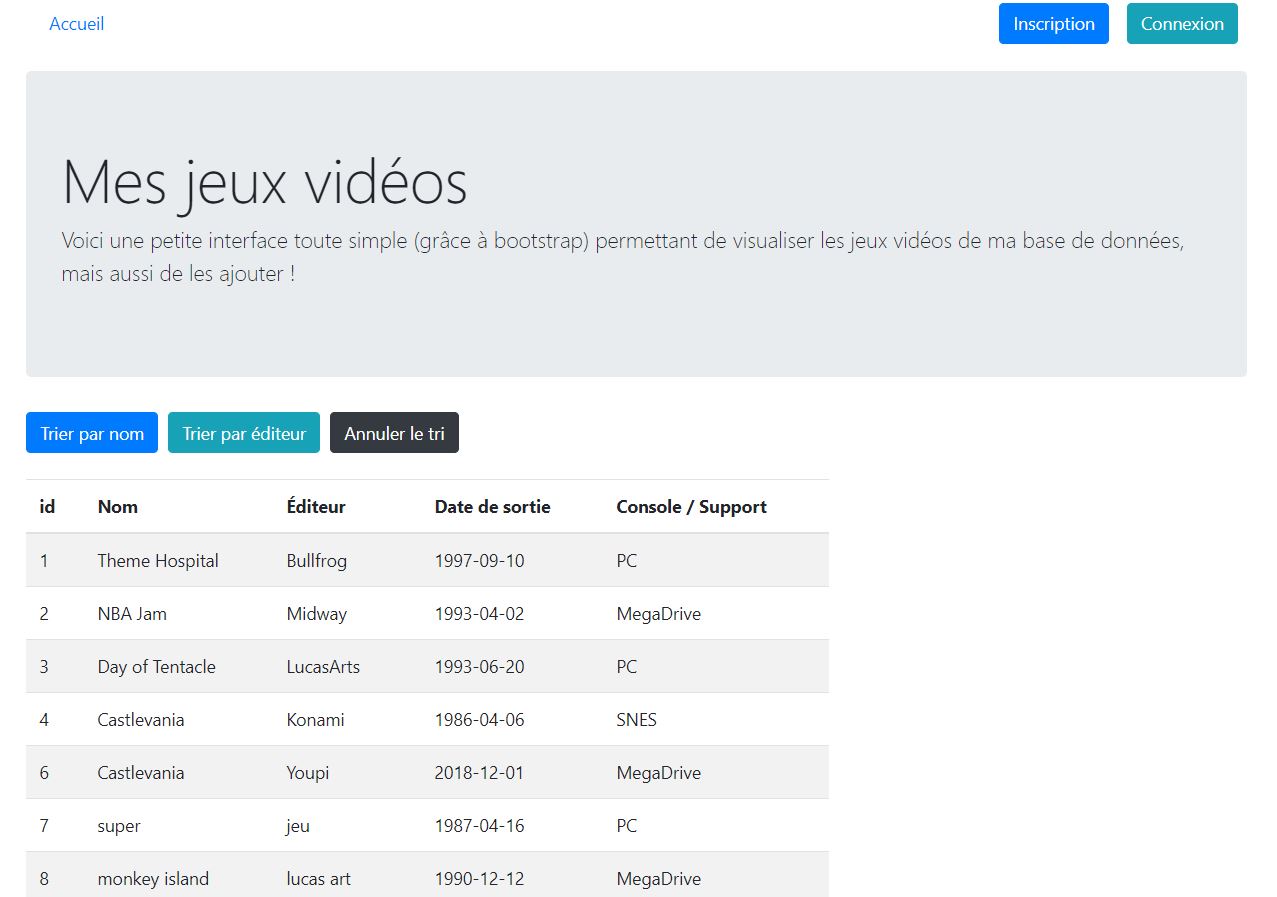 Accueil Inscription Connexion
Mes jeux vidéos
Voici une petite interface toute simple (grâce à bootstrap) permettant de visualiser les jeux vidéos de ma base de données,
mais aussi de les ajouter !
Trier par nom Trier par éditeur Annuler le tri
id Nom Éditeur Date de sortie Console / Support
1 Theme Hospital Bullfrog 1997-09-10 PC
2 NBA Jam Midway 1993-04-02 MegaDrive
3 Day of Tentacle LucasArts 1993-06-20 PC
4 Castlevania Konami 1986-04-06 SNES
6 Castlevania Youpi 2018-12-01 MegaDrive
7 super jeu 1987-04-16 PC
8 monkey island lucas art 1990-12-12 MegaDrive